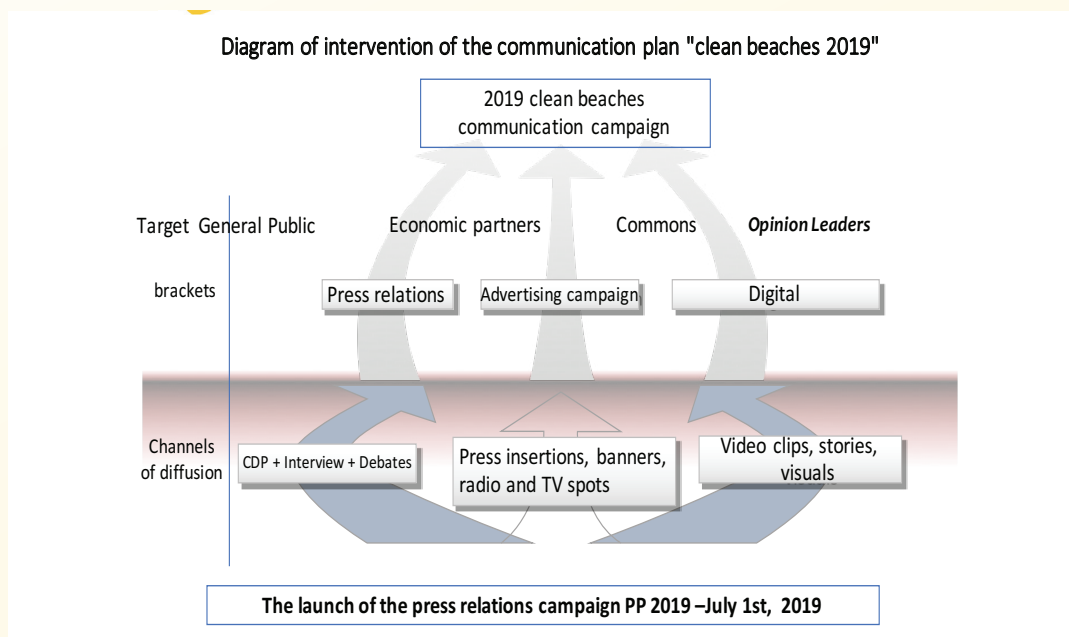 Diagram of intervention of the communication plan "clean beaches 2019"
2019 clean beaches
communication campaign
Target General Public
Economic partners
Commons
Opinion Leaders
brackets
Press relations
Advertising campaign
Digital
Channels
of diffusion
CDP + Interview + Debates
Press insertions, banners,
radio and TV spots
Video clips, stories,
visuals
The launch of the press relations campaign PP 2019 –July 1st, 2019